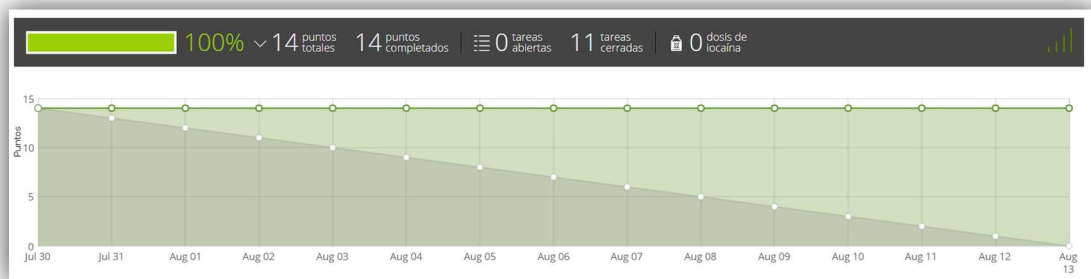 100% 14 puntos totales 14 puntos completados 0 tareas abiertas 11 tareas cerradas 0 dosis de iocaína
15
Puntos
10
5
0
Jul 30 Jul 31 Aug 01 Aug 02 Aug 03 Aug 04 Aug 05 Aug 06 Aug 07 Aug 08 Aug 09 Aug 10 Aug 11 Aug 12 Aug 13